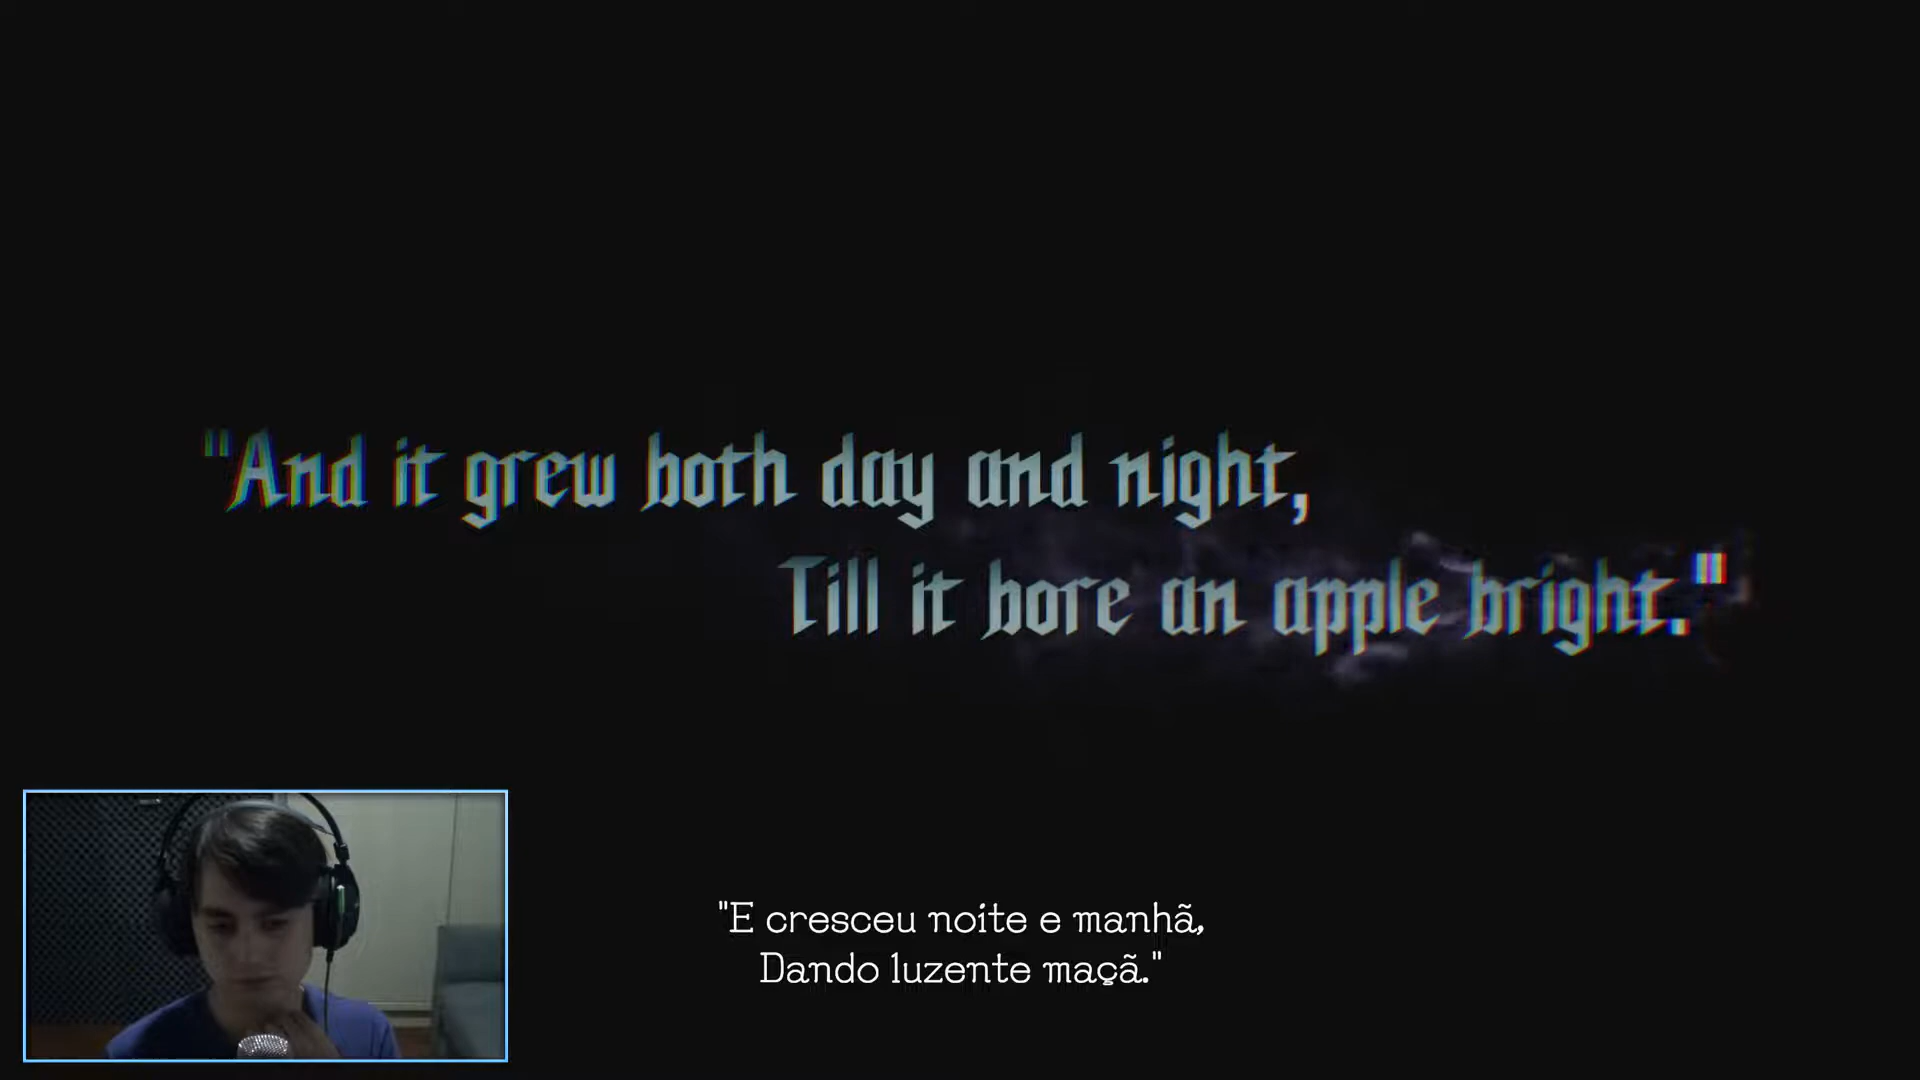 "And it grew both day and night,
Till it bore an apple bright."
"E cresceu noite e manhã,
Dando luzente maçã."